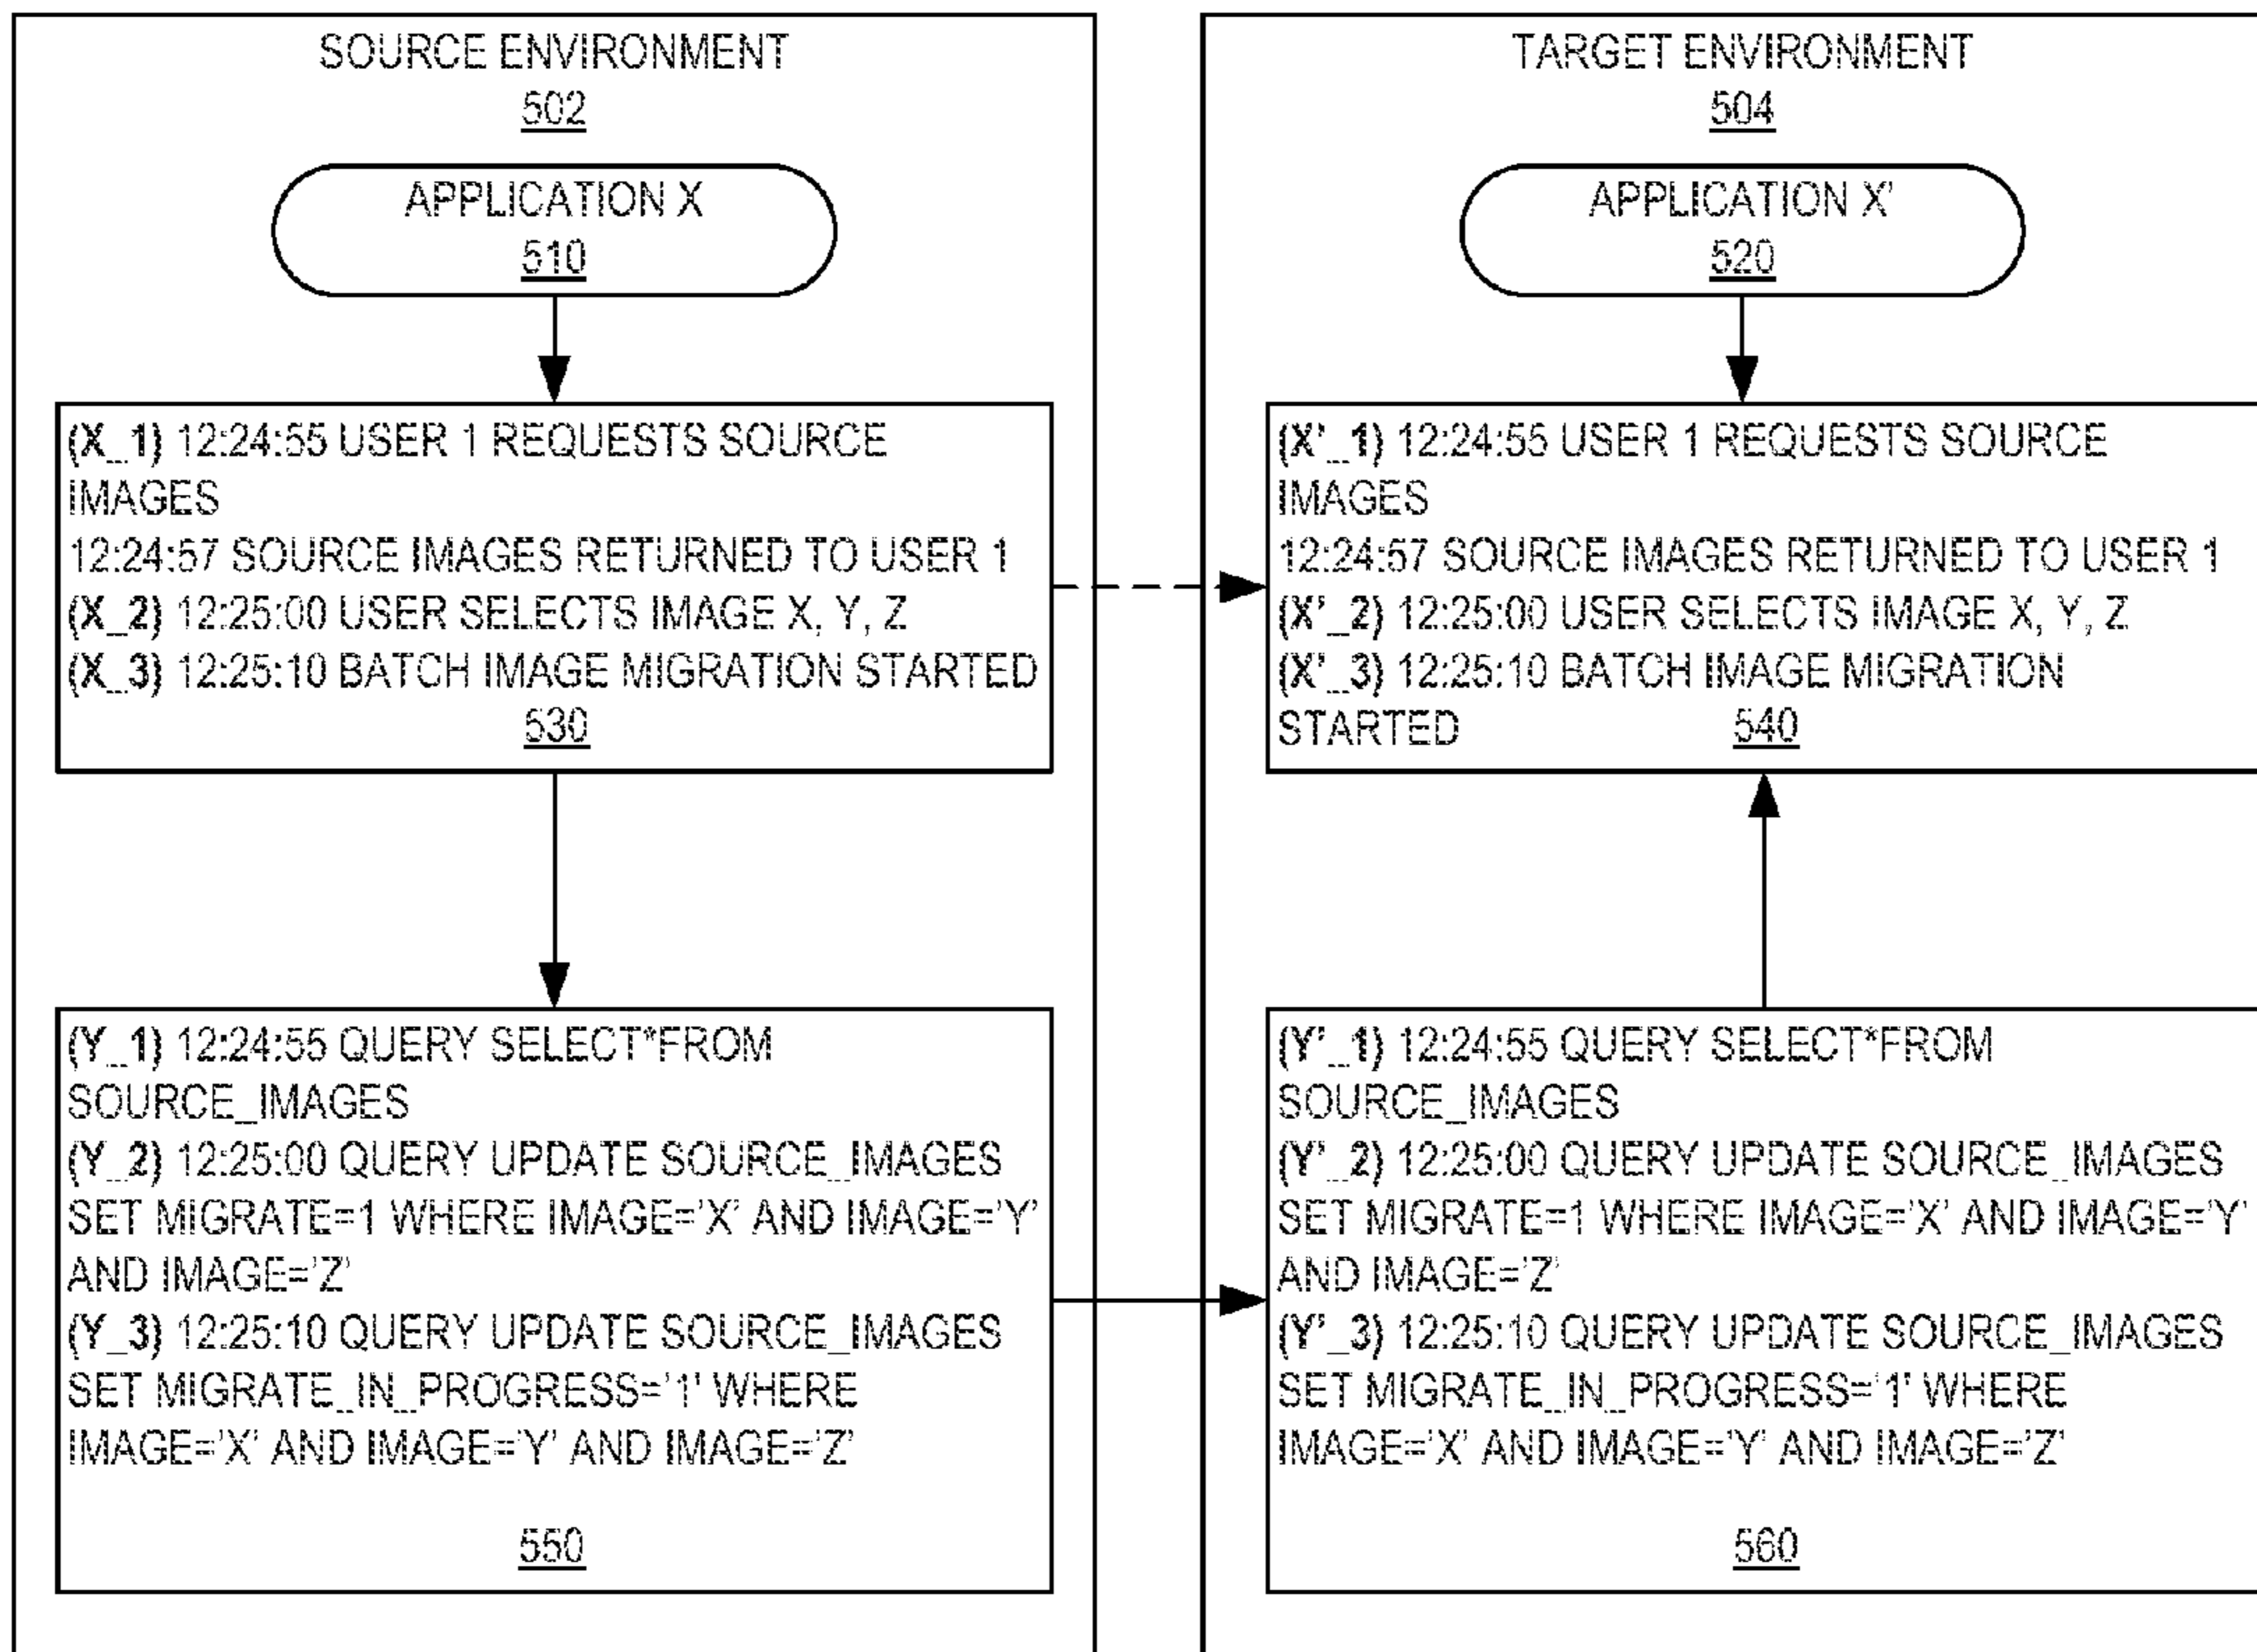 SOURCE ENVIRONMENT
502
APPLICATION X
510
(X_1) 12:24:55 USER 1 REQUESTS SOURCE
IMAGES
12:24:57 SOURCE IMAGES RETURNED TO USER 1
(X_2) 12:25:00 USER SELECTS IMAGE X, Y, Z
(X_3) 12:25:10 BATCH IMAGE MIGRATION STARTED
530
(Y_1) 12:24:55 QUERY SELECT*FROM
SOURCE_IMAGES
(Y_2) 12:25:00 QUERY UPDATE SOURCE_IMAGES
SET MIGRATE=1 WHERE IMAGE='X' AND IMAGE='Y'
AND IMAGE='Z'
(Y_3) 12:25:10 QUERY UPDATE SOURCE_IMAGES
SET MIGRATE_IN_PROGRESS='1' WHERE
IMAGE='X' AND IMAGE='Y' AND IMAGE='Z'
550
TARGET ENVIRONMENT
504
APPLICATION X'
520
(X'_1) 12:24:55 USER 1 REQUESTS SOURCE
IMAGES
12:24:57 SOURCE IMAGES RETURNED TO USER 1
(X'_2) 12:25:00 USER SELECTS IMAGE X, Y, Z
(X'_3) 12:25:10 BATCH IMAGE MIGRATION
STARTED 540
(Y'_1) 12:24:55 QUERY SELECT*FROM
SOURCE_IMAGES
(Y'_2) 12:25:00 QUERY UPDATE SOURCE_IMAGES
SET MIGRATE=1 WHERE IMAGE='X' AND IMAGE='Y'
AND IMAGE='Z'
(Y'_3) 12:25:10 QUERY UPDATE SOURCE_IMAGES
SET MIGRATE_IN_PROGRESS='1' WHERE
IMAGE='X' AND IMAGE='Y' AND IMAGE='Z'
560